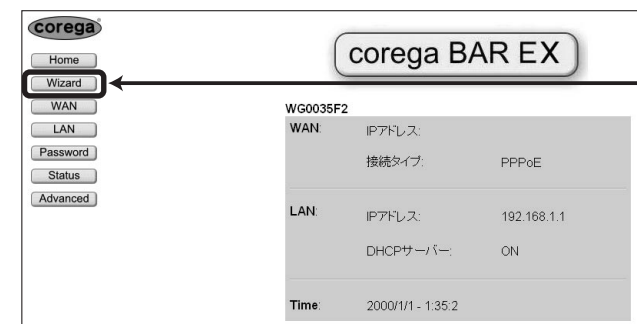 corega
Home
Wizard
WAN
LAN
Password
Status
Advanced
corega BAR EX
WG0035F2
WAN: IPアドレス:
接続タイプ: PPPoE
LAN: IPアドレス: 192.168.1.1
DHCPサーバー: ON
Time: 2000/1/1 - 1:35:2